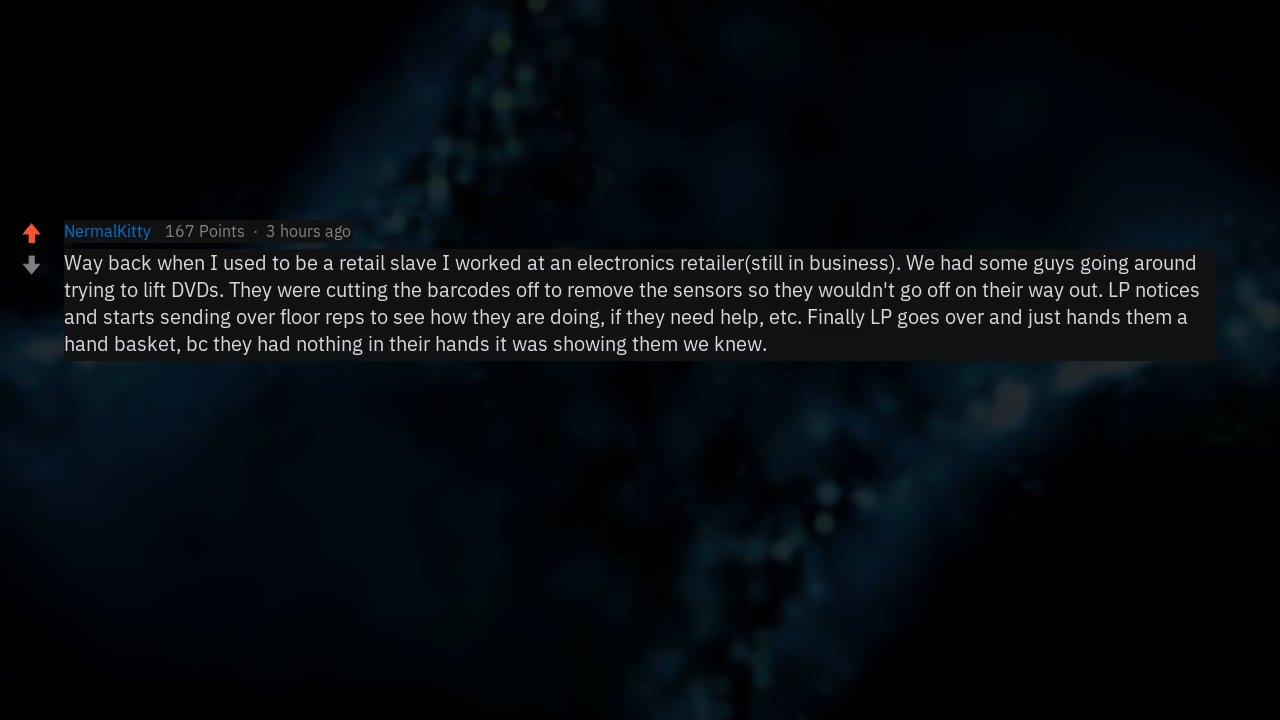 NermalKitty 167 Points · 3 hours ago
Way back when I used to be a retail slave I worked at an electronics retailer(still in business). We had some guys going around
trying to lift DVDs. They were cutting the barcodes off to remove the sensors so they wouldn't go off on their way out. LP notices
and starts sending over floor reps to see how they are doing, if they need help, etc. Finally LP goes over and just hands them a
hand basket, bc they had nothing in their hands it was showing them we knew.